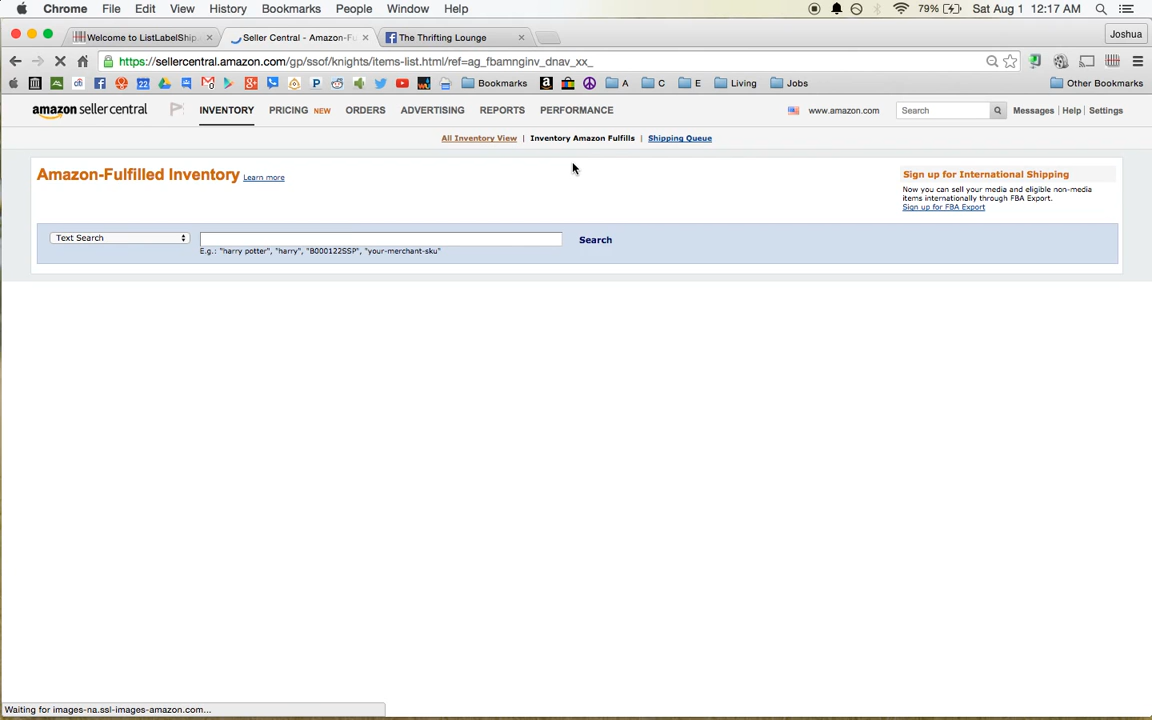 Chrome File Edit View History Bookmarks People Window Help 79% Sat Aug 1 12:17 AM
Welcome to ListLabelShip Seller Central - Amazon-Fu The Thrifting Lounge Joshua
https://sellercentral.amazon.com/gp/ssof/knights/items-list.html/ref=ag_fbamnginv_dnav_xx_
22 Bookmarks a A C E Living Jobs Other Bookmarks
amazon seller central INVENTORY PRICING NEW ORDERS ADVERTISING REPORTS PERFORMANCE www.amazon.com Search Messages | Help | Settings
All Inventory View | Inventory Amazon Fulfills | Shipping Queue
Amazon-Fulfilled Inventory Learn more
Sign up for International Shipping
Now you can sell your media and eligible non-media
items internationally through FBA Export.
Sign up for FBA Export
Text Search Search
E.g.: "harry potter", "harry", "B000122SSP", "your-merchant-sku"
Waiting for images-na.ssl-images-amazon.com...